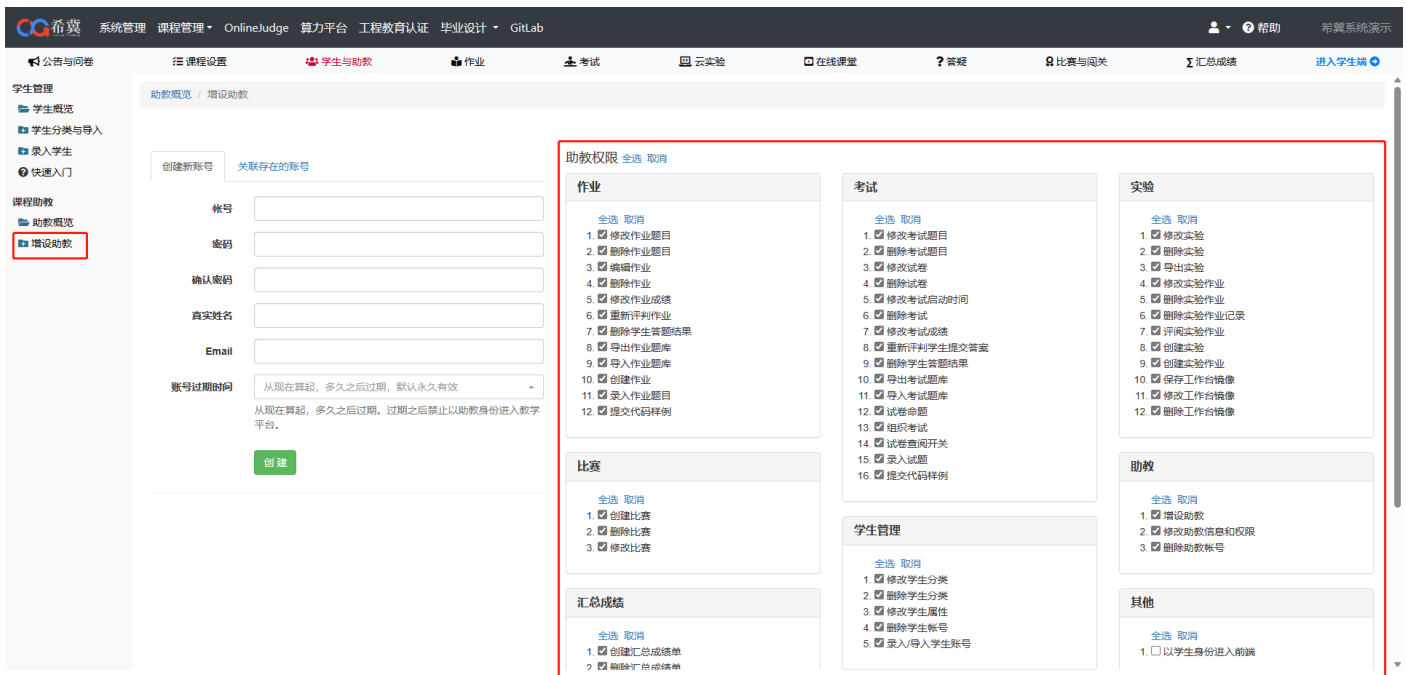 CG希冀 系统管理 课程管理 OnlineJudge 算力平台 工程教育认证 毕业设计 GitLab 帮助 希冀系统演示
公告与问卷 课程设置 学生与助教 作业 考试 云实验 在线课堂 答疑 比赛与闯关 ∑汇总成绩 进入学生端
学生管理
学生概览
学生分类与导入
录入学生
快速入门
课程助教
助教概览
增设助教
助教概览 / 增设助教
创建新账号 关联存在的账号
帐号
密码
确认密码
真实姓名
Email
账号过期时间 从现在算起，多久之后过期，默认永久有效
从现在算起，多久之后过期。过期之后禁止以助教身份进入教学
平台。
创 建
助教权限 全选 取消
作业
全选 取消
1. 修改作业题目
2. 删除作业题目
3. 编辑作业
4. 删除作业
5. 修改作业成绩
6. 重新评判作业
7. 删除学生答题结果
8. 导出作业题库
9. 导入作业题库
10. 创建作业
11. 录入作业题目
12. 提交代码样例
比赛
全选 取消
1. 创建比赛
2. 删除比赛
3. 修改比赛
汇总成绩
全选 取消
1. 创建汇总成绩单
2. 删除汇总成绩单
考试
全选 取消
1. 修改考试题目
2. 删除考试题目
3. 修改试卷
4. 删除试卷
5. 修改考试启动时间
6. 删除考试
7. 修改考试成绩
8. 重新评判学生提交答案
9. 删除学生答题结果
10. 导出考试题库
11. 导入考试题库
12. 试卷命题
13. 组织考试
14. 试卷查阅开关
15. 录入试题
16. 提交代码样例
学生管理
全选 取消
1. 修改学生分类
2. 删除学生分类
3. 修改学生属性
4. 删除学生帐号
5. 录入/导入学生账号
实验
全选 取消
1. 修改实验
2. 删除实验
3. 导出实验
4. 修改实验作业
5. 删除实验作业
6. 删除实验作业记录
7. 评阅实验作业
8. 创建实验
9. 创建实验作业
10. 保存工作台镜像
11. 修改工作台镜像
12. 删除工作台镜像
助教
全选 取消
1. 增设助教
2. 修改助教信息和权限
3. 删除助教帐号
其他
全选 取消
1. 以学生身份进入前端